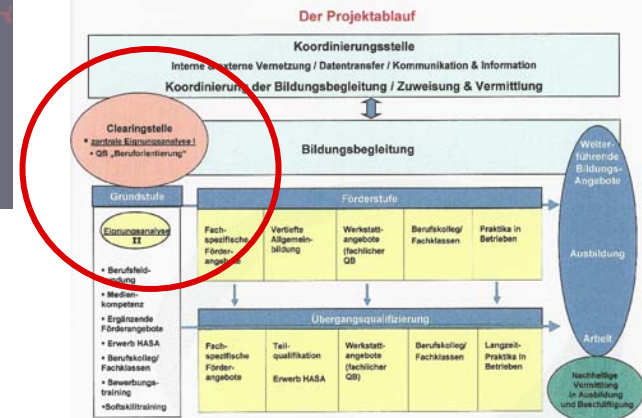 Der Projektablauf
Koordinierungsstelle
Interne & externe Vernetzung / Datentransfer / Kommunikation & Information
Koordinierung der Bildungsbegleitung / Zuweisung & Vermittlung
Clearingstelle
• zentrale Eignungsanalyse I
• QB „Beruforientierung"
Bildungsbegleitung
Weiter-
führende
Bildungs-
Angebote
Ausbildung
Arbeit
Nachhaltige
Vermittlung
in Ausbildung
und Beschäftigung
Grundstufe
Eignungsanalyse
II
• Berufsfeld-
• Medien-
kompetenz
• Ergänzende
Förderangebote
• Erwerb HASA
• Berufskolleg/
Fachklassen
• Bewerbungs-
training
•Softskilltraining
Förderstufe
Fach-
spezifische
Förder-
angebote
Vertiefte
Allgemein-
bildung
Werkstatt-
angebote
(fachlicher
QB
Berufskolleg/
Fachklassen
Praktika in
Betrieben
Übergangsqualifizierung
Fach-
spezifische
Förder-
angebote
Teil-
qualifikation
Erwerb HASA
Werkstatt-
angebote
(fachlicher
QB)
Berufskolleg/
Fachklassen
Langzeit-
Praktika in
Betrieben